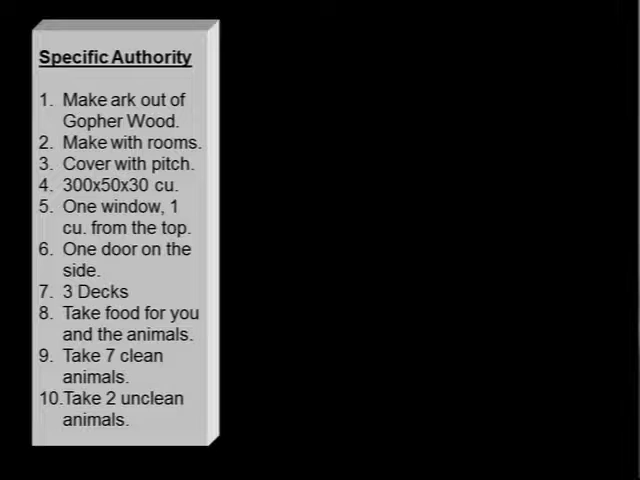 Specific Authority
1. Make ark out of
Gopher Wood.
2. Make with rooms.
3. Cover with pitch.
4. 300x50x30 cu.
5. One window, 1
cu. from the top.
6. One door on the
side.
7. 3 Decks
8. Take food for you
and the animals.
9. Take 7 clean
animals.
10.Take 2 unclean
animals.